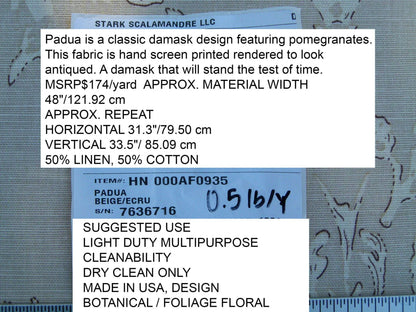 STARK SCALAMANDRE LLC
Padua is a classic damask design featuring pomegranates.
This fabric is hand screen printed rendered to look
antiqued. A damask that will stand the test of time.
MSRP$174/yard  APPROX. MATERIAL WIDTH
48"/121.92 cm
APPROX. REPEAT
HORIZONTAL 31.3"/79.50 cm
VERTICAL 33.5"/ 85.09 cm
50% LINEN, 50% COTTON
ITEM#: HN 000AF0935
PADUA
BEIGE/ECRU
S/N: 7636716
0.5 lb/Y
SUGGESTED USE
LIGHT DUTY MULTIPURPOSE
CLEANABILITY
DRY CLEAN ONLY
MADE IN USA, DESIGN
BOTANICAL / FOLIAGE FLORAL